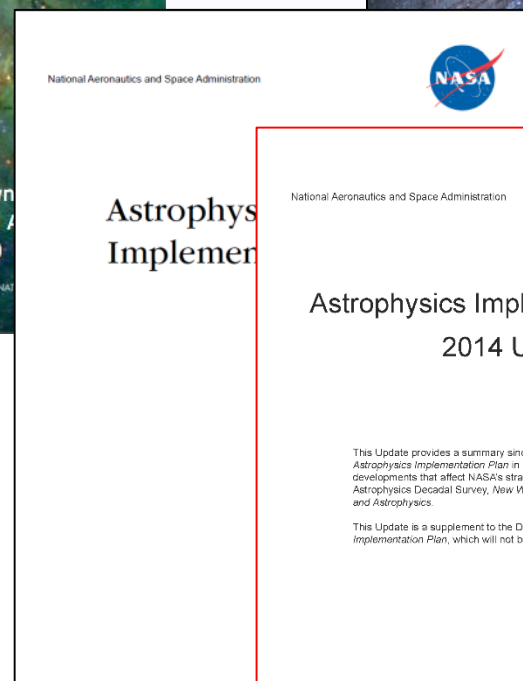 National Aeronautics and Space Administration
NASA
Astrophys
Implemen
National Aeronautics and Space Administration
Astrophysics Impl
2014 U
This Update provides a summary sinc
Astrophysics Implementation Plan in
developments that affect NASA's stra
Astrophysics Decadal Survey, New W
and Astrophysics.
This Update is a supplement to the D
Implementation Plan, which will not b